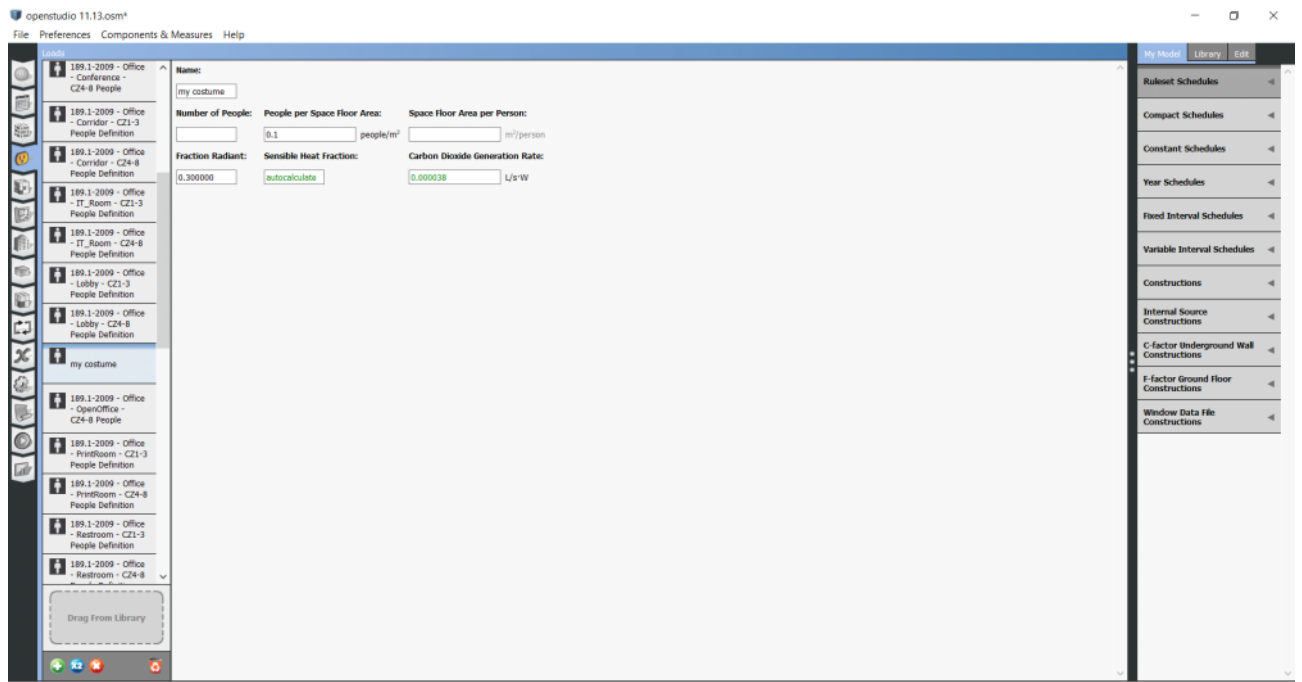 openstudio 11.13.osm*
File Preferences Components & Measures Help
Loads
189.1-2009 - Office
- Conference -
CZ4-8 People
189.1-2009 - Office
- Corridor - CZ1-3
People Definition
189.1-2009 - Office
- Corridor - CZ4-8
People Definition
189.1-2009 - Office
- IT_Room - CZ1-3
People Definition
189.1-2009 - Office
- IT_Room - CZ4-8
People Definition
189.1-2009 - Office
- Lobby - CZ1-3
People Definition
189.1-2009 - Office
- Lobby - CZ4-8
People Definition
my costume
189.1-2009 - Office
- OpenOffice -
CZ4-8 People
189.1-2009 - Office
- PrintRoom - CZ1-3
People Definition
189.1-2009 - Office
- PrintRoom - CZ4-8
People Definition
189.1-2009 - Office
- Restroom - CZ1-3
People Definition
189.1-2009 - Office
- Restroom - CZ4-8
Drag From Library
x2
Name:
my costume
Number of People: People per Space Floor Area: Space Floor Area per Person:
0.1 people/m² m²/person
Fraction Radiant: Sensible Heat Fraction: Carbon Dioxide Generation Rate:
0.300000 autocalculate 0.000038 L/s·W
My Model Library Edit
Ruleset Schedules
Compact Schedules
Constant Schedules
Year Schedules
Fixed Interval Schedules
Variable Interval Schedules
Constructions
Internal Source
Constructions
C-factor Underground Wall
Constructions
F-factor Ground Floor
Constructions
Window Data File
Constructions